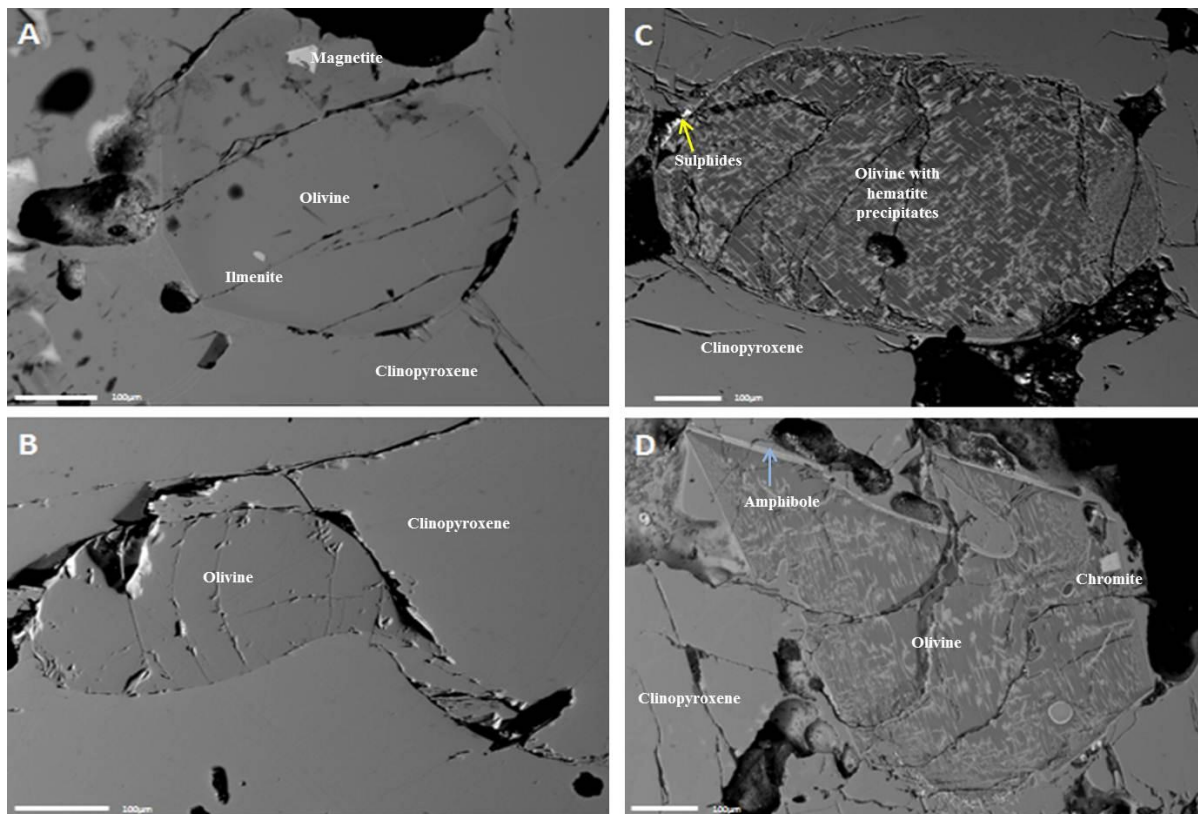 A
Magnetite
Olivine
Ilmenite
Clinopyroxene
100µm
B
Clinopyroxene
Olivine
100µm
C
Sulphides
Olivine with
hematite
precipitates
Clinopyroxene
100µm
D
Amphibole
Chromite
Olivine
Clinopyroxene
100µm